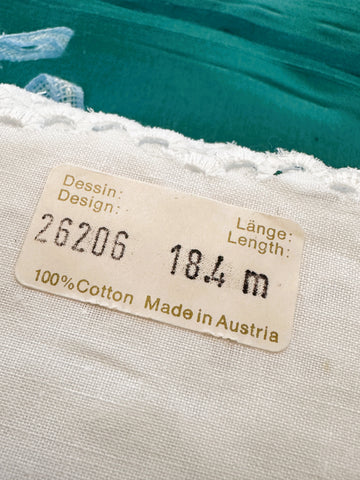 Dessin:
Design:
26206
Länge:
Length:
18.4 m
100% Cotton Made in Austria